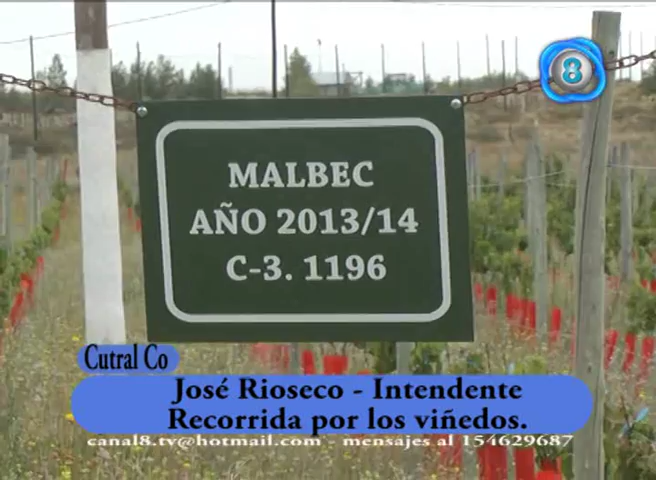 8
MALBEC
AÑO 2013/14
C-3. 1196
Cutral Co
José Rioseco - Intendente
Recorrida por los viñedos.
canal8.tv@hotmail.com mensajes al 154629687